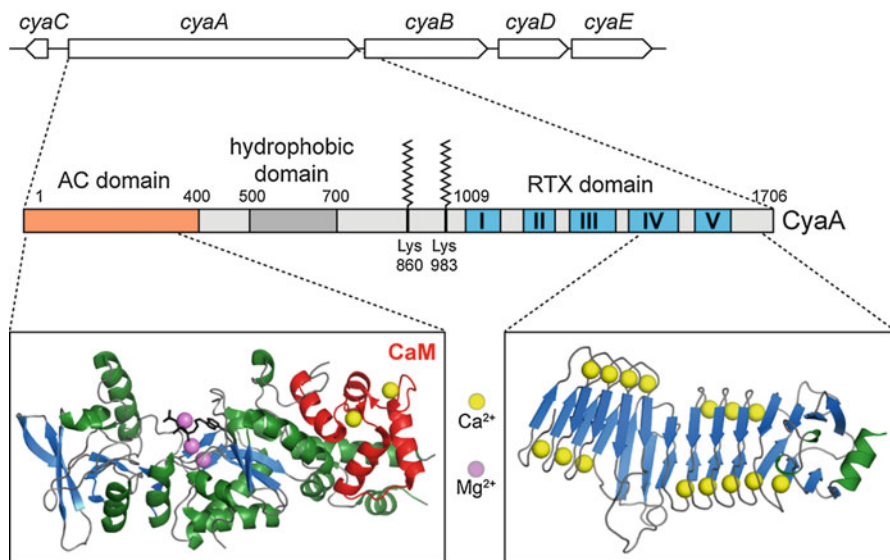 cyaC cyaA cyaB cyaD cyaE
hydrophobic
domain
AC domain
RTX domain
1 400 500 700 1009 1706
I II III IV V CyaA
Lys Lys
860 983
CaM
Ca²⁺
Mg²⁺